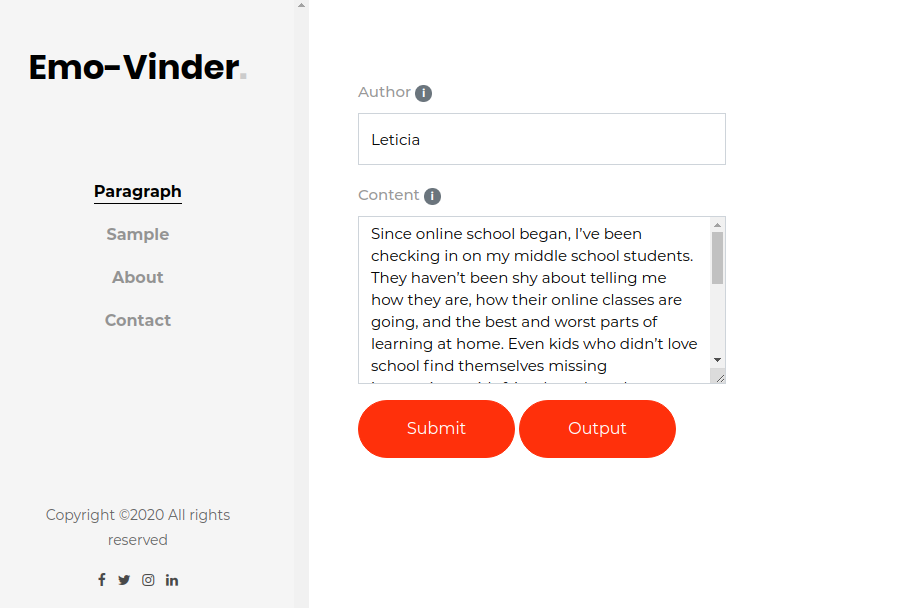 Emo-Vinder.
Paragraph
Sample
About
Contact
Copyright ©2020 All rights
reserved
Author
Leticia
Content
Since online school began, I’ve been
checking in on my middle school students.
They haven’t been shy about telling me
how they are, how their online classes are
going, and the best and worst parts of
learning at home. Even kids who didn’t love
school find themselves missing
Submit
Output